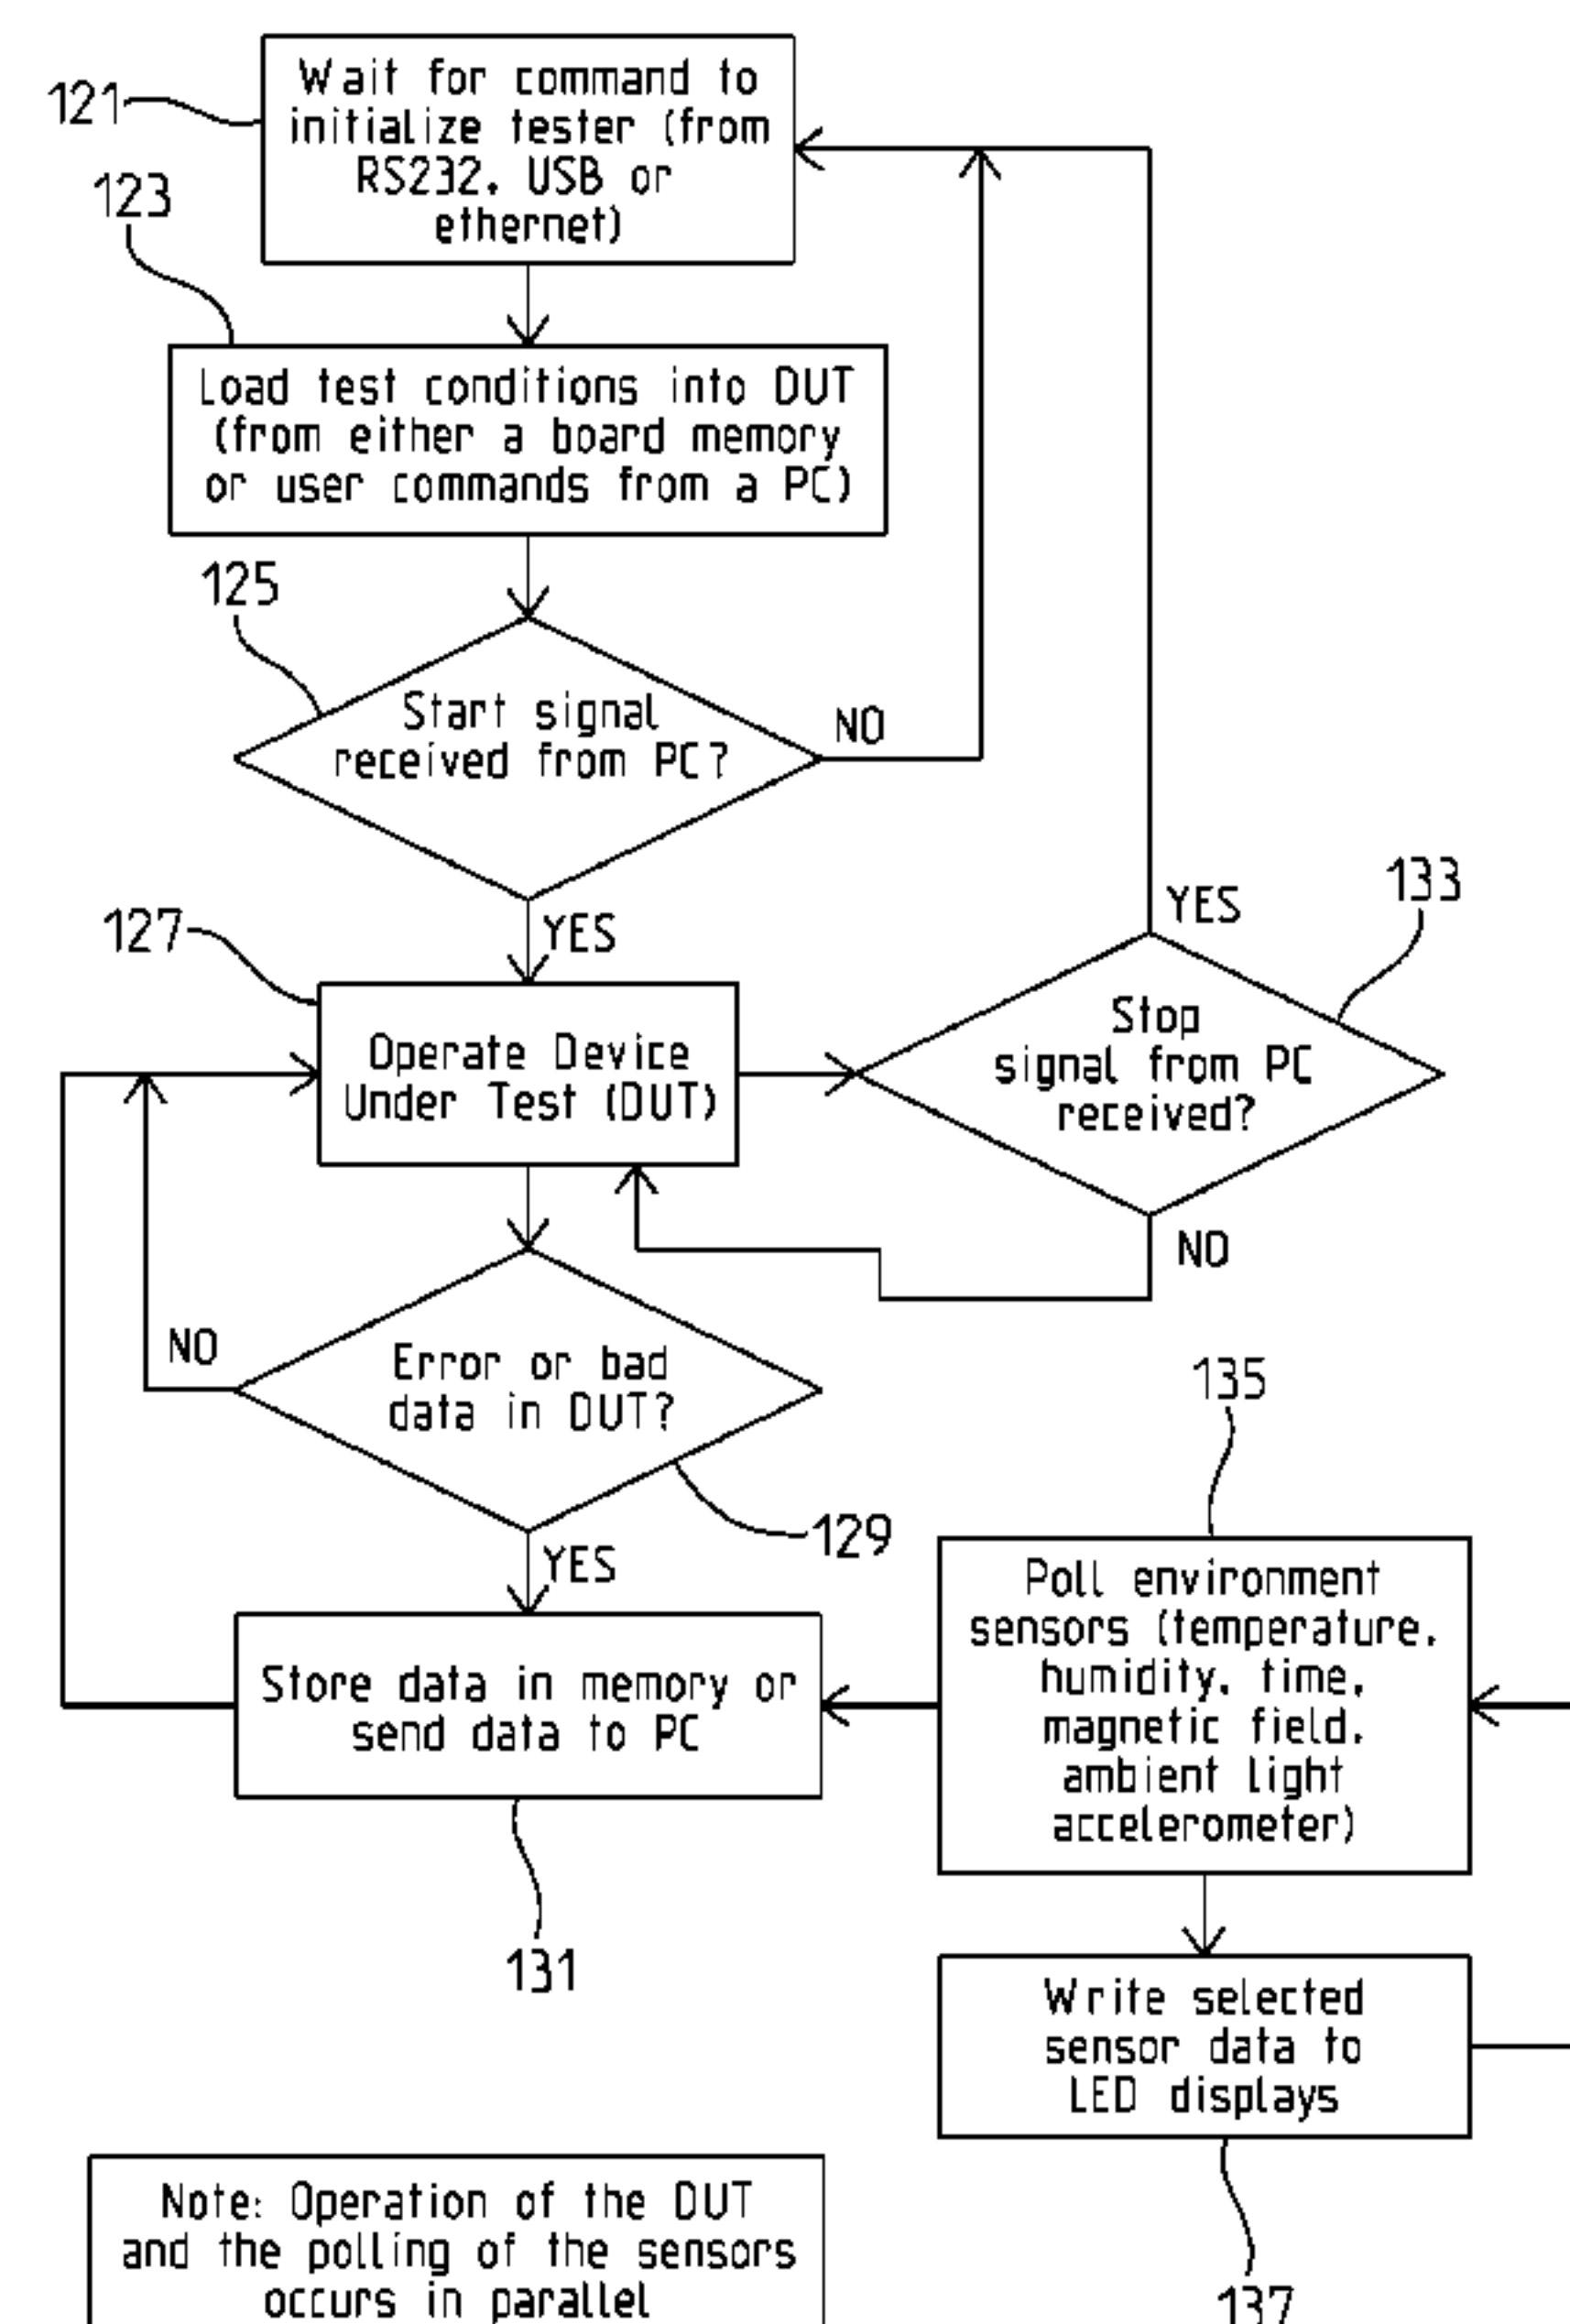 121
Wait for command to
initialize tester (from
RS232. USB or
ethernet)
123
Load test conditions into DUT
(from either a board memory
or user commands from a PC)
125
Start signal
received from PC?
NO
YES
127
Operate Device
Under Test (DUT)
133
YES
Stop
signal from PC
received?
NO
NO
Error or bad
data in DUT?
129
YES
135
Poll environment
sensors (temperature.
humidity. time.
magnetic field.
ambient light
accelerometer)
Store data in memory or
send data to PC
131
Write selected
sensor data to
LED displays
137
Note: Operation of the DUT
and the polling of the sensors
occurs in parallel